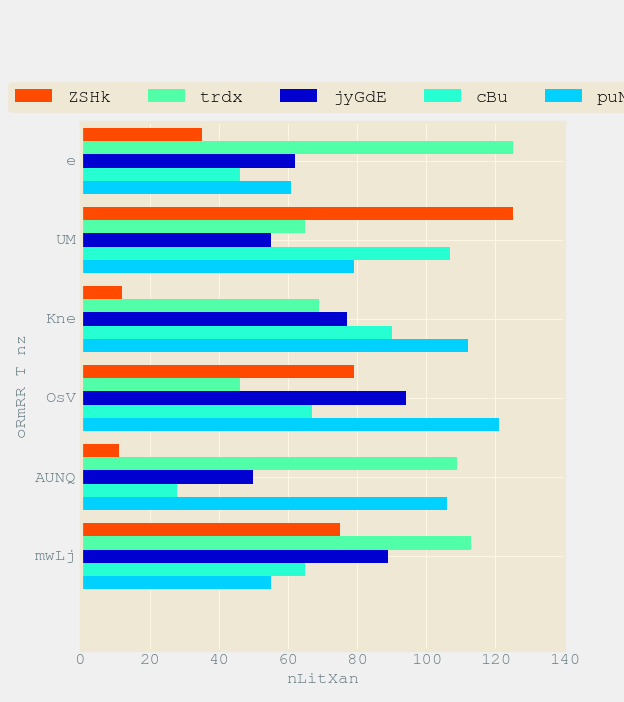 ZSHk trdx jyGdE cBu
e
UM
Kne
OsV
AUNQ
mwLj
oRmRR T nz
0 20 40 60 80 100 120 140
nLitXan